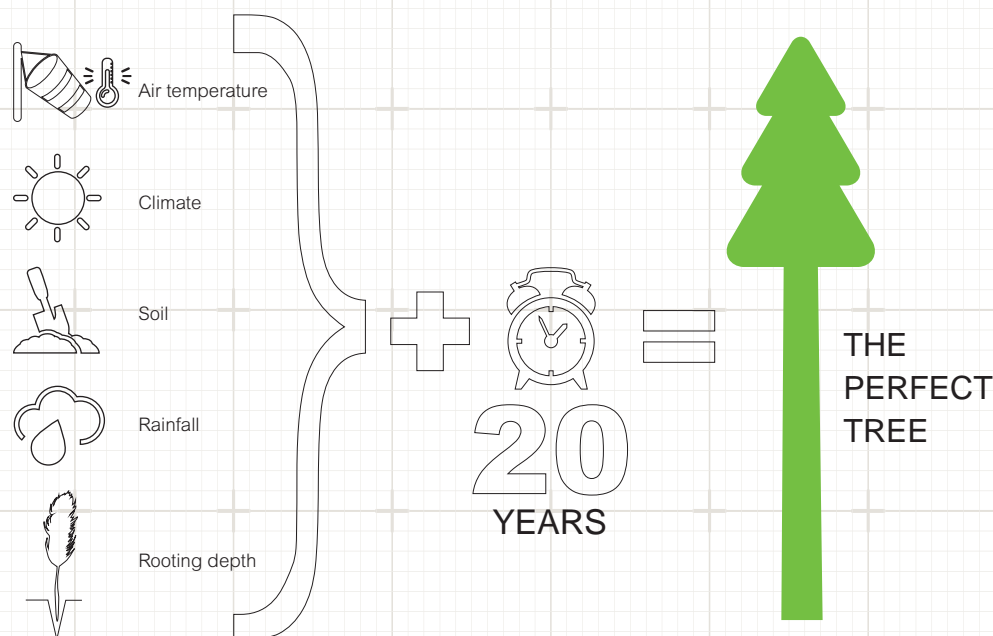 Air temperature
Climate
Soil
Rainfall
Rooting depth
20
YEARS
THE
PERFECT
TREE